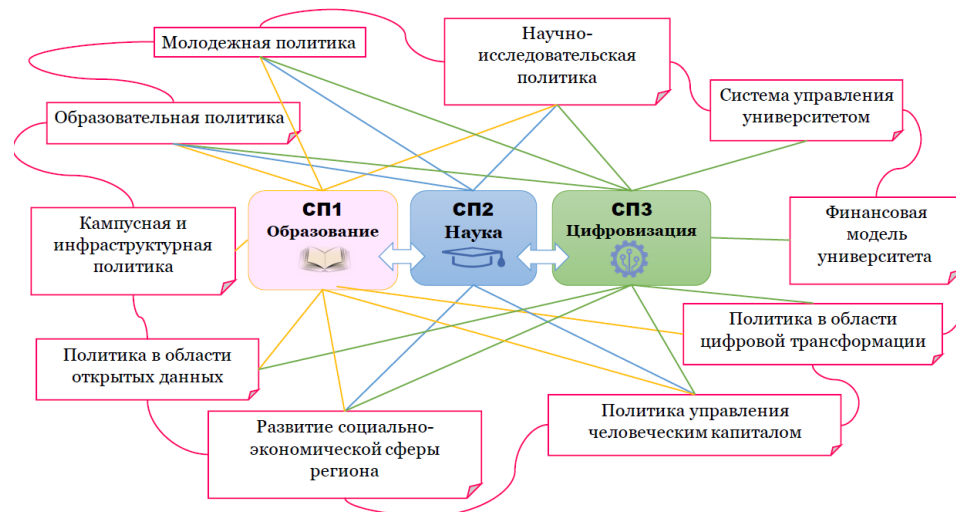 Молодежная политика
Научно-
исследовательская
политика
Система управления
университетом
Образовательная политика
СП1
Образование
СП2
Наука
СП3
Цифровизация
Кампусная и
инфраструктурная
политика
Финансовая
модель
университета
Политика в области
открытых данных
Политика в области
цифровой трансформации
Развитие социально-
экономической сферы
региона
Политика управления
человеческим капиталом